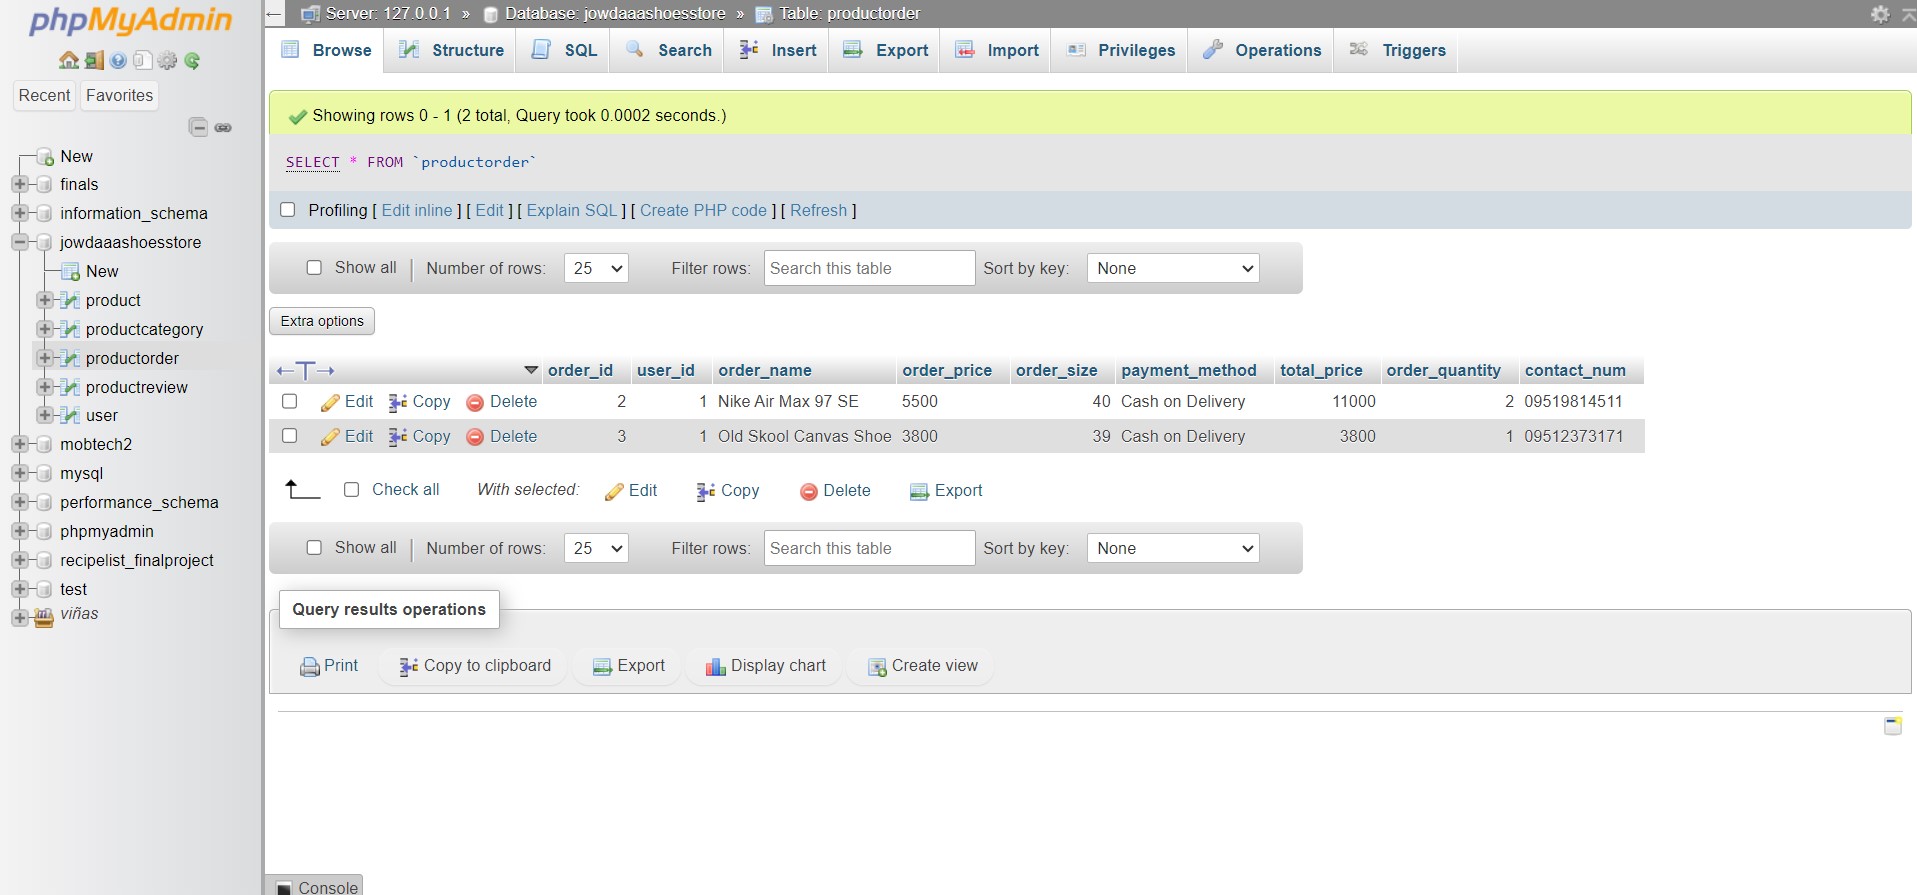 phpMyAdmin
Recent Favorites
New
finals
information_schema
jowdaaashoesstore
New
product
productcategory
productorder
productreview
user
mobtech2
mysql
performance_schema
phpmyadmin
recipelist_finalproject
test
viñas
Server: 127.0.0.1 » Database: jowdaaashoesstore » Table: productorder
Browse Structure SQL Search Insert Export Import Privileges Operations Triggers
Showing rows 0 - 1 (2 total, Query took 0.0002 seconds.)
SELECT * FROM `productorder`
Profiling [ Edit inline ] [ Edit ] [ Explain SQL ] [ Create PHP code ] [ Refresh ]
Show all | Number of rows: 25 Filter rows: Search this table Sort by key: None
Extra options
order_id user_id order_name order_price order_size payment_method total_price order_quantity contact_num
Edit Copy Delete 2 1 Nike Air Max 97 SE 5500 40 Cash on Delivery 11000 2 09519814511
Edit Copy Delete 3 1 Old Skool Canvas Shoe 3800 39 Cash on Delivery 3800 1 09512373171
Check all With selected: Edit Copy Delete Export
Show all | Number of rows: 25 Filter rows: Search this table Sort by key: None
Query results operations
Print Copy to clipboard Export Display chart Create view
Console